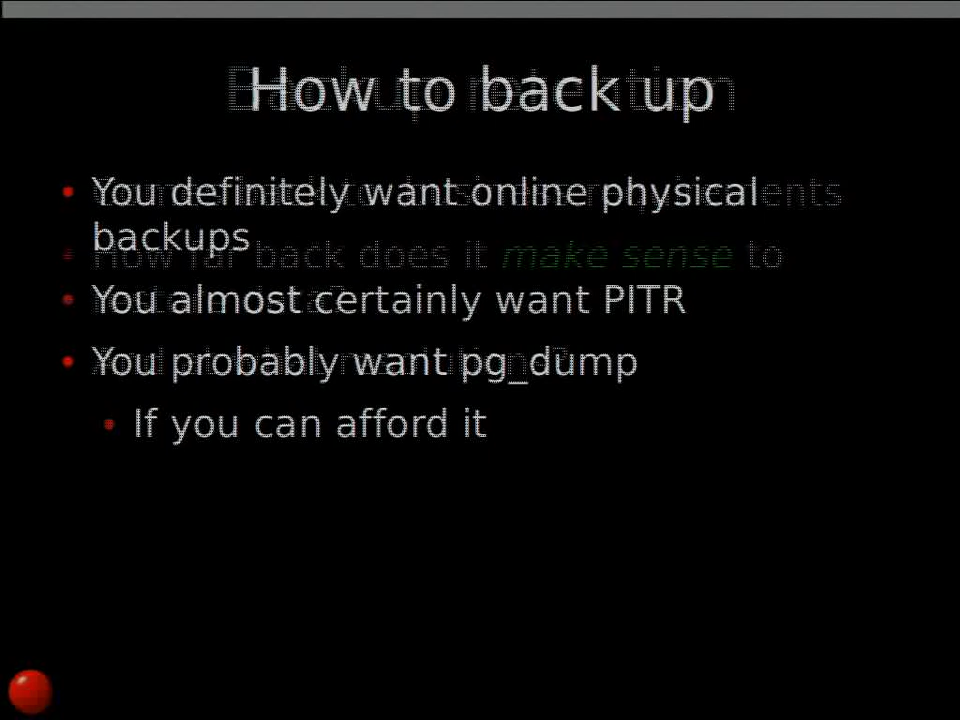 How to back up
You definitely want online physical
backups
How far back does it make sense to
You almost certainly want PITR
You probably want pg_dump
If you can afford it